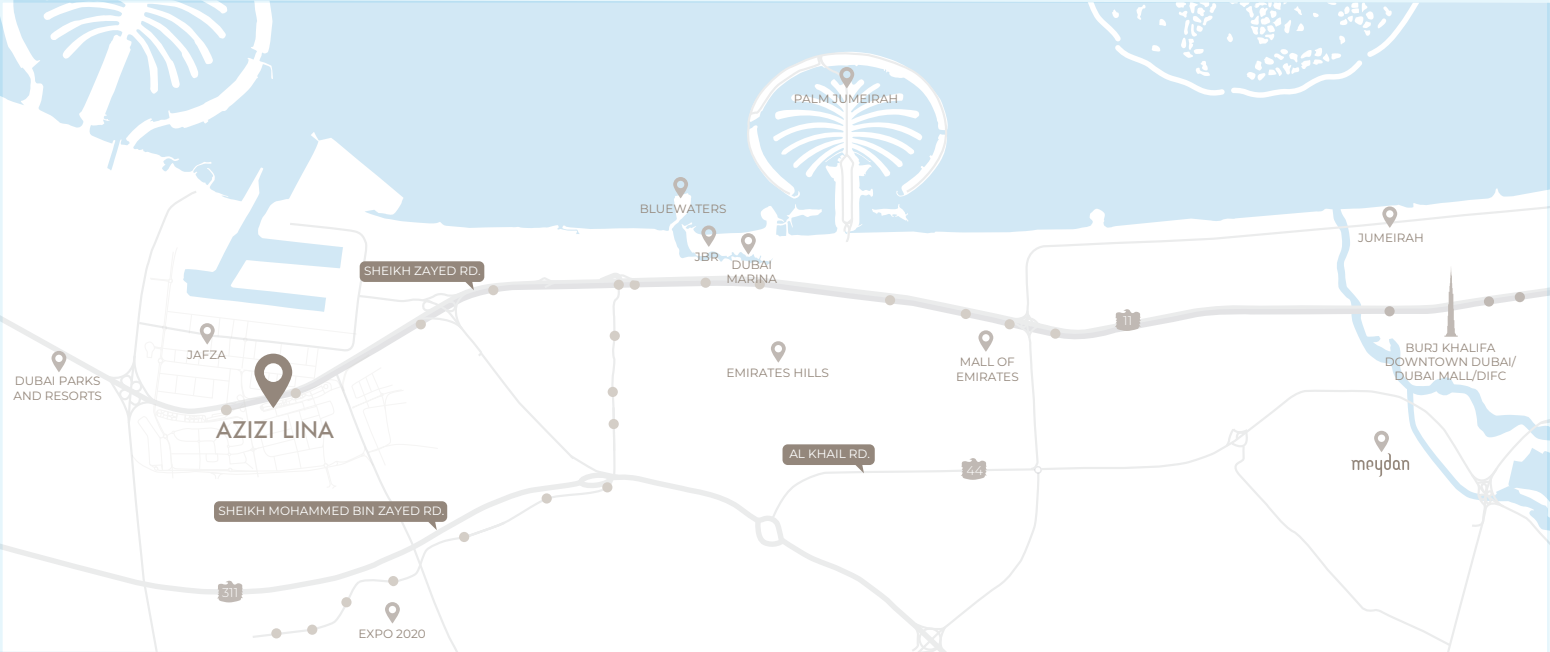 PALM JUMEIRAH
BLUEWATERS
JUMEIRAH
JBR
DUBAI
MARINA
SHEIKH ZAYED RD.
11
JAFZA
BURJ KHALIFA
DOWNTOWN DUBAI/
DUBAI MALL/DIFC
MALL OF
EMIRATES
EMIRATES HILLS
DUBAI PARKS
AND RESORTS
AZIZI LINA
AL KHAIL RD.
44
meydan
SHEIKH MOHAMMED BIN ZAYED RD.
311
EXPO 2020